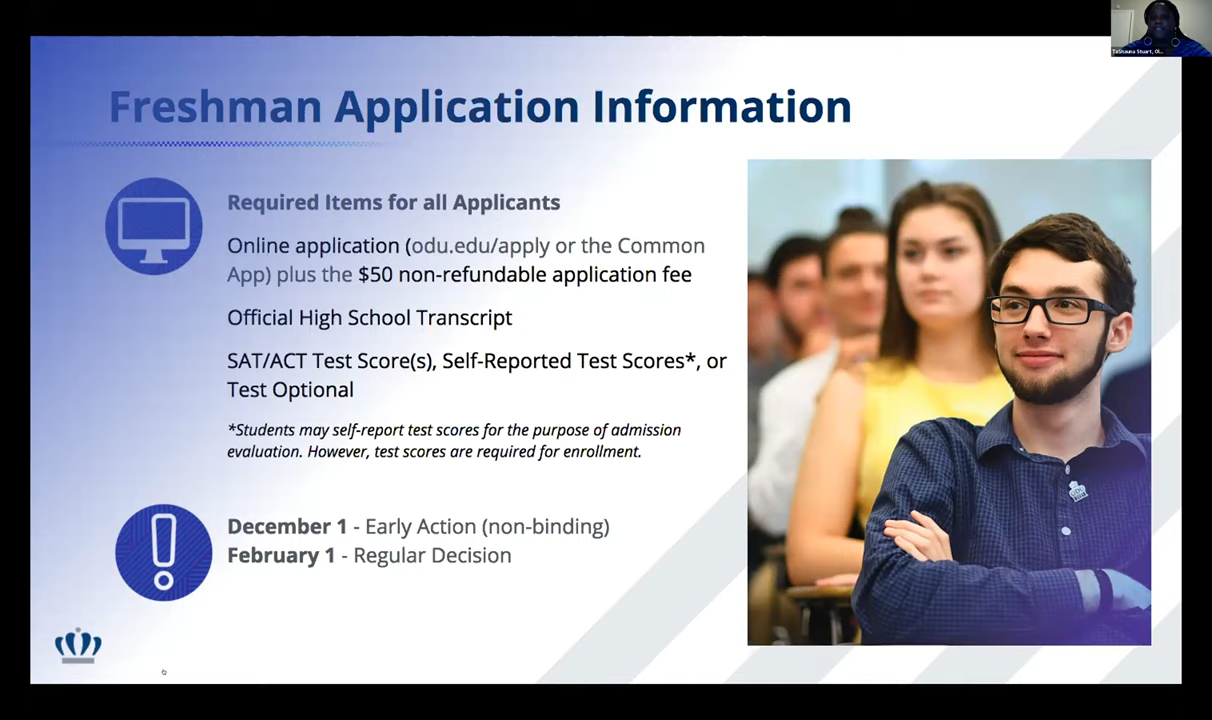 TaShauna Stuart, Ol...
Freshman Application Information
Required Items for all Applicants
Online application (odu.edu/apply or the Common
App) plus the $50 non-refundable application fee
Official High School Transcript
SAT/ACT Test Score(s), Self-Reported Test Scores*, or
Test Optional
*Students may self-report test scores for the purpose of admission
evaluation. However, test scores are required for enrollment.
December 1 - Early Action (non-binding)
February 1 - Regular Decision